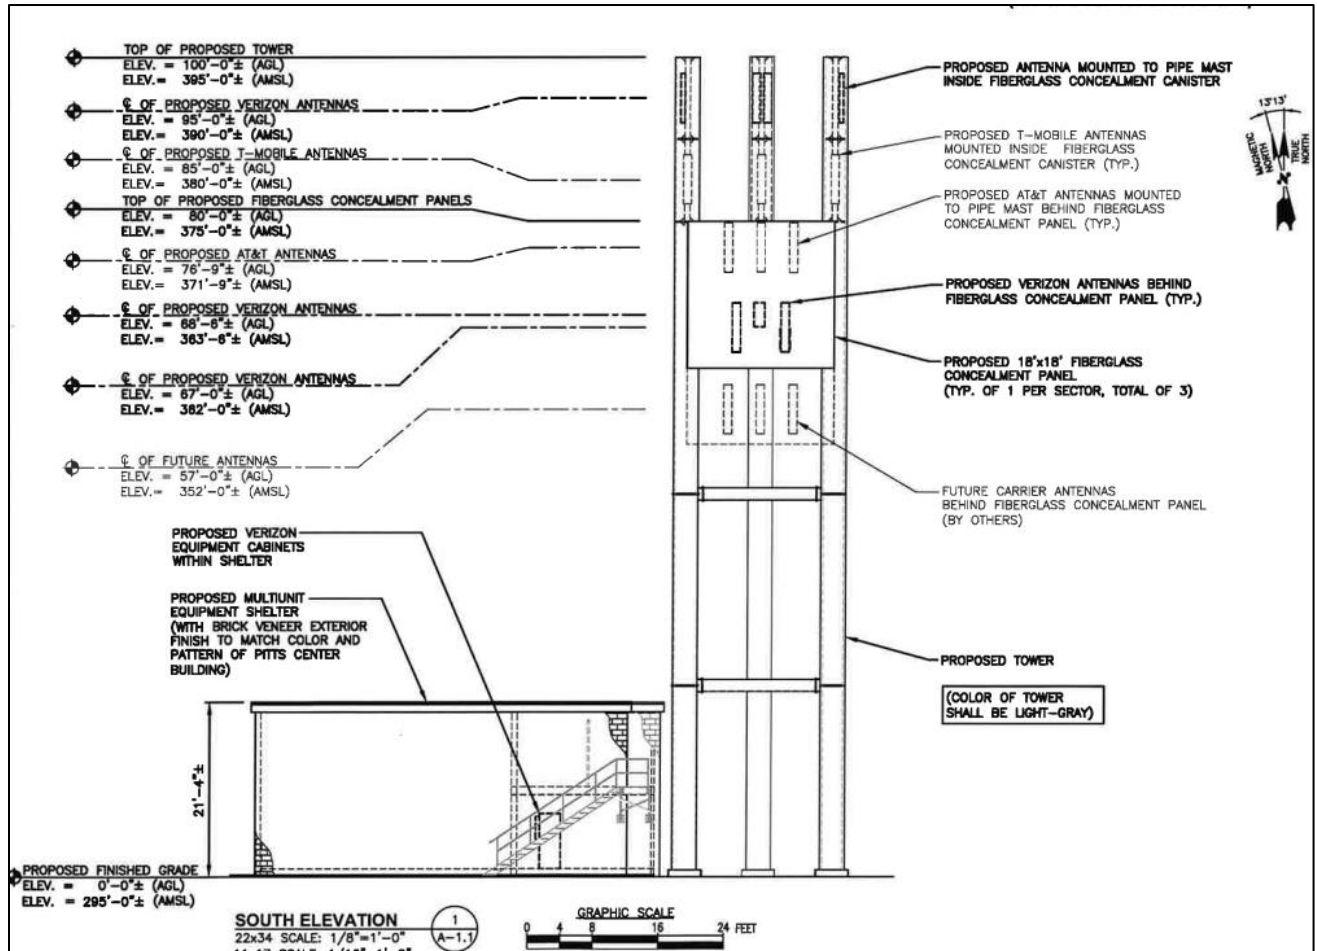 TOP OF PROPOSED TOWER
ELEV. = 100'-0"± (AGL)
ELEV.= 395'-0"± (AMSL)
℄ OF PROPOSED VERIZON ANTENNAS
ELEV. = 95'-0"± (AGL)
ELEV.= 390'-0"± (AMSL)
℄ OF PROPOSED T-MOBILE ANTENNAS
ELEV. = 85'-0"± (AGL)
ELEV.= 380'-0"± (AMSL)
TOP OF PROPOSED FIBERGLASS CONCEALMENT PANELS
ELEV. = 80'-0"± (AGL)
ELEV.= 375'-0"± (AMSL)
℄ OF PROPOSED AT&T ANTENNAS
ELEV. = 76'-9"± (AGL)
ELEV.= 371'-9"± (AMSL)
℄ OF PROPOSED VERIZON ANTENNAS
ELEV. = 68'-6"± (AGL)
ELEV.= 363'-6"± (AMSL)
℄ OF PROPOSED VERIZON ANTENNAS
ELEV. = 67'-0"± (AGL)
ELEV.= 362'-0"± (AMSL)
℄ OF FUTURE ANTENNAS
ELEV. = 57'-0"± (AGL)
ELEV.= 352'-0"± (AMSL)
PROPOSED VERIZON
EQUIPMENT CABINETS
WITHIN SHELTER
PROPOSED MULTIUNIT
EQUIPMENT SHELTER
(WITH BRICK VENEER EXTERIOR
FINISH TO MATCH COLOR AND
PATTERN OF PITTS CENTER
BUILDING)
21'-4"±
PROPOSED FINISHED GRADE
ELEV. = 0'-0"± (AGL)
ELEV. = 295'-0"± (AMSL)
PROPOSED ANTENNA MOUNTED TO PIPE MAST
INSIDE FIBERGLASS CONCEALMENT CANISTER
PROPOSED T-MOBILE ANTENNAS
MOUNTED INSIDE FIBERGLASS
CONCEALMENT CANISTER (TYP.)
PROPOSED AT&T ANTENNAS MOUNTED
TO PIPE MAST BEHIND FIBERGLASS
CONCEALMENT PANEL (TYP.)
PROPOSED VERIZON ANTENNAS BEHIND
FIBERGLASS CONCEALMENT PANEL (TYP.)
PROPOSED 18'x18' FIBERGLASS
CONCEALMENT PANEL
(TYP. OF 1 PER SECTOR, TOTAL OF 3)
FUTURE CARRIER ANTENNAS
BEHIND FIBERGLASS CONCEALMENT PANEL
(BY OTHERS)
PROPOSED TOWER
(COLOR OF TOWER
SHALL BE LIGHT-GRAY)
13°13'
MAGNETIC
NORTH
TRUE
NORTH
N
SOUTH ELEVATION
22x34 SCALE: 1/8"=1'-0"
1
A-1.1
GRAPHIC SCALE
0 4 8 16 24 FEET